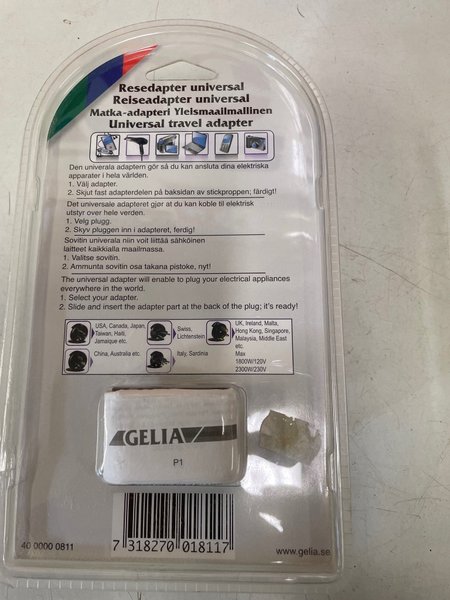 Resedapter universal
Reiseadapter universal
Matka-adapteri Yleismaailmallinen
Universal travel adapter
Den univerala adaptern gör så du kan ansluta dina elektriska
apparater i hela världen.
1. Välj adapter.
2. Skjut fast adapterdelen på baksidan av stickproppen; färdigt!
Det universale adapteret gjør at du kan koble til elektrisk
utstyr over hele verden.
1. Velg plugg.
2. Skyv pluggen inn i adapteret, ferdig!
Sovitin univerala niin voit liittää sähköinen
laitteet kaikkialla maailmassa.
1. Valitse sovitin.
2. Ammunta sovitin osa takana pistoke, nyt!
The universal adapter will enable to plug your electrical appliances
everywhere in the world.
1. Select your adapter.
2. Slide and insert the adapter part at the back of the plug; it's ready!
USA, Canada, Japan,
Taiwan, Haiti,
Jamaique etc.
Swiss,
Lichtenstein
UK, Ireland, Malta,
Hong Kong, Singapore,
Malaysia, Middle East
etc.
Max
1800W/120V
2300W/230V
China, Australia etc.
Italy, Sardinia
GELIA
P1
40 0000 0811
7 318270 018117
www.gelia.se